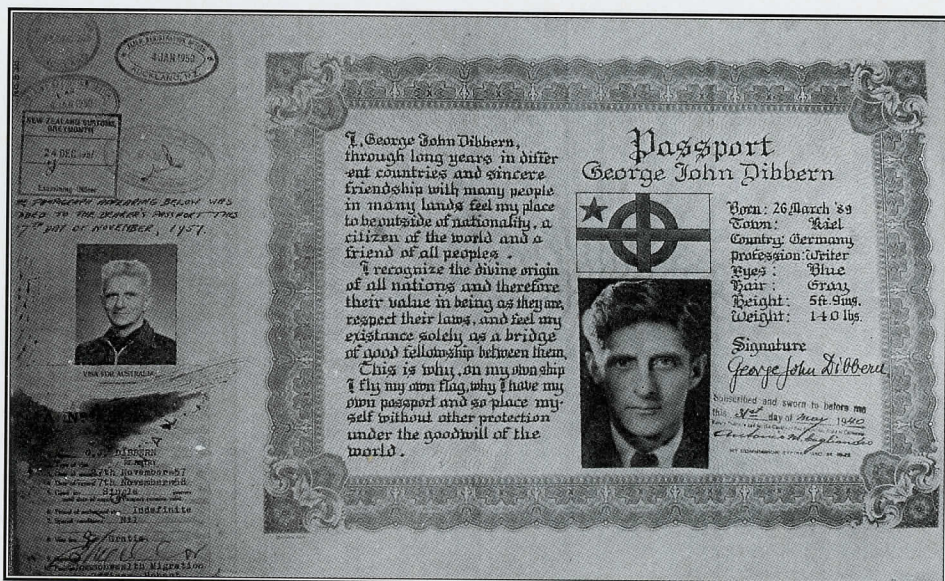 4 JAN 1950
AUCKLAND, N.Z.
NEW ZEALAND CUSTOMS
GREYMOUTH
24 DEC 1957
Examining Officer
PARAGRAPH APPEARING BELOW WAS
ADDED TO THE BEARER'S PASSPORT THIS
7TH DAY OF NOVEMBER, 1957.
VISA FOR AUSTRALIA
No
G.J. DIBBERN
7th November 57
7th November 58
Single
Indefinite
Nil
Gratis
Commonwealth Migration
I, George John Dibbern,
through long years in differ
ent countries and sincere
friendship with many people
in many lands feel my place
to be outside of nationality, a
citizen of the world and a
friend of all peoples.
I recognize the divine origin
of all nations and therefore
their value in being as they are,
respect their laws, and feel my
existance solely as a bridge
of good fellowship between them.
This is why, on my own ship
I fly my own flag, why I have my
own passport and so place my-
self without other protection
under the goodwill of the
world.
Passport
George John Dibbern
Born: 26 March '89
Town: Kiel
Country: Germany
profession: Writer
Eyes: Blue
Hair: Gray
Height: 5ft. 9ins.
Weight: 140 lbs.
Signature
George John Dibbern
Subscribed and sworn to before me
this day of May 1940